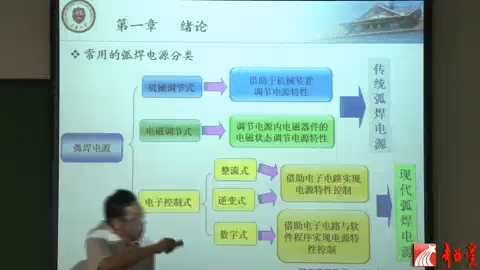 第一章 绪论
常用的弧焊电源分类
弧焊电源
机械调节式
借助于机械装置
调节电源特性
传统弧焊电源
电磁调节式
调节电源内电磁器件的
电磁状态调节电源特性
电子控制式
整流式
逆变式
数字式
借助电子电路实现
电源特性控制
借助电子电路与软
件程序实现电源特
性控制
现代弧焊电源